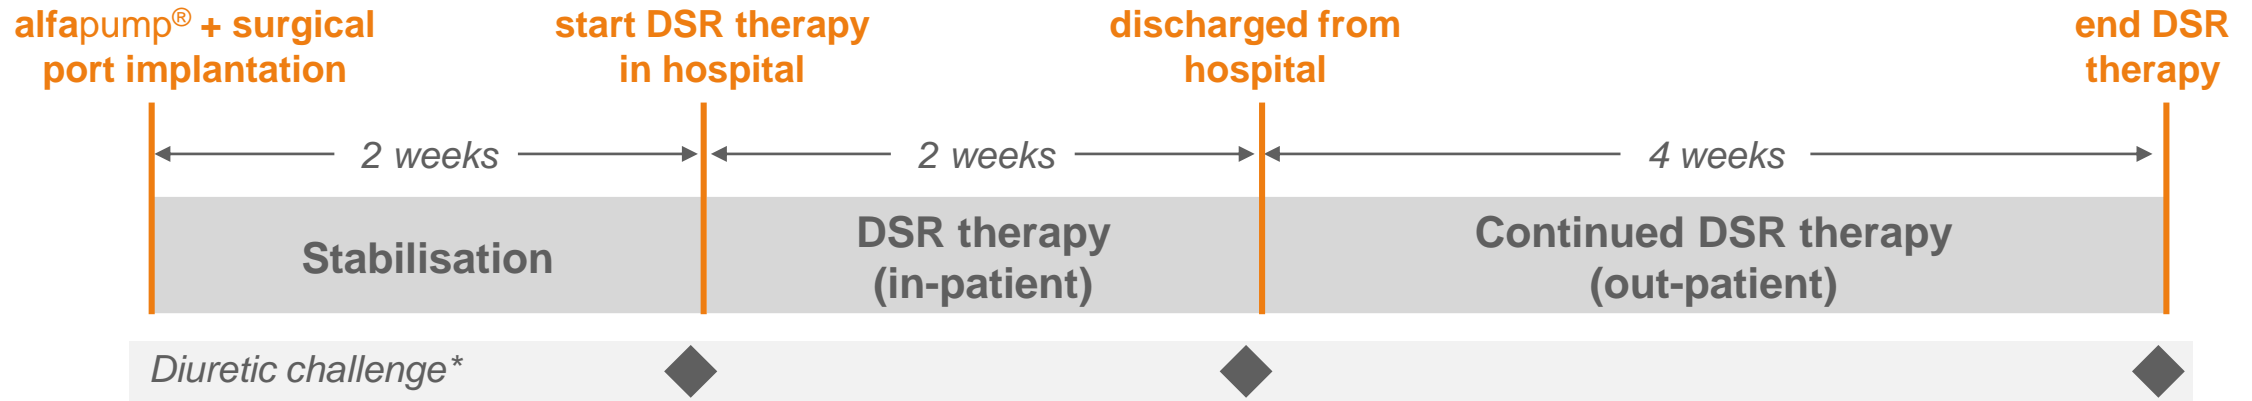 alfapump® + surgical
port implantation
start DSR therapy
in hospital
discharged from
hospital
end DSR
therapy
2 weeks
2 weeks
4 weeks
Stabilisation
DSR therapy
(in-patient)
Continued DSR therapy
(out-patient)
Diuretic challenge*